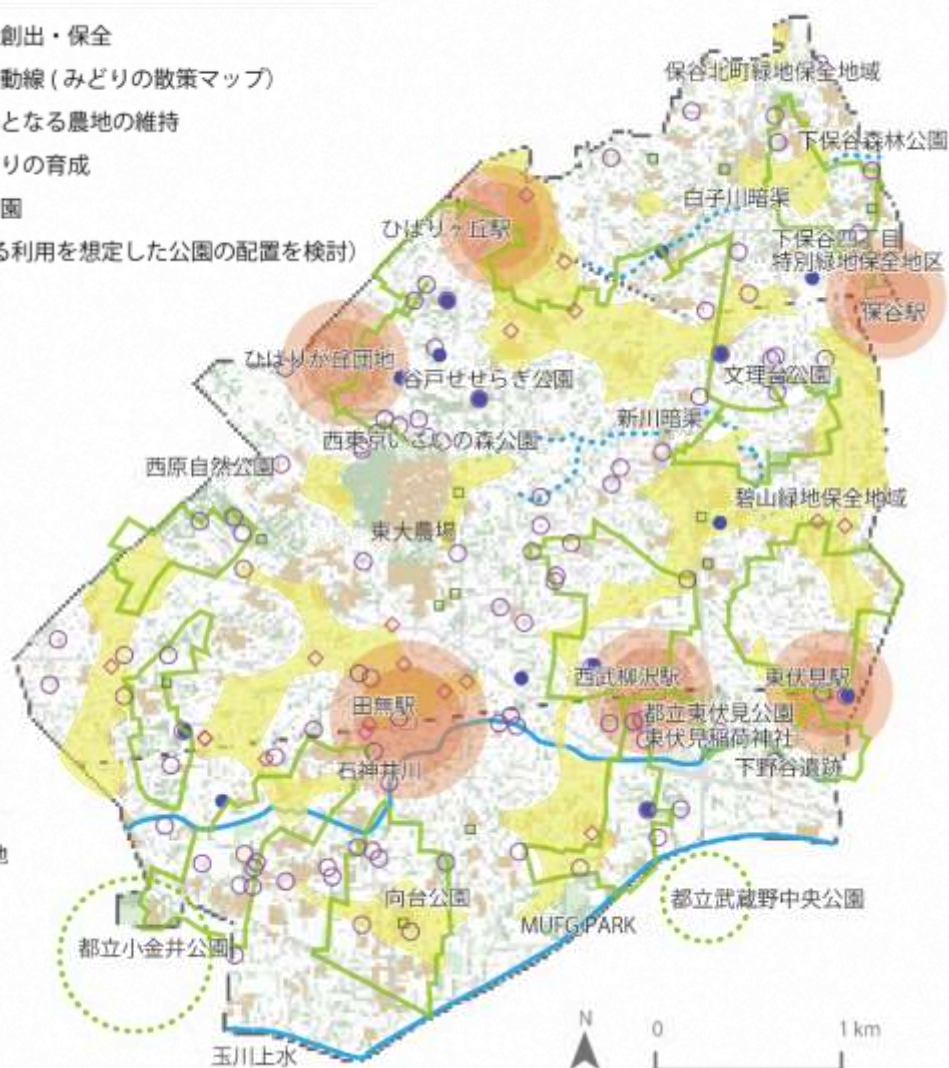 創出・保全
動線 ( みどりの散策マップ)
となる農地の維持
りの育成
園
る利用を想定した公園の配置を検討）
保谷北町緑地保全地域
下保谷森林公園
白子川暗渠
ひばりヶ丘駅
下保谷四丁目
特別緑地保全地区
保谷駅
ひばりが丘団地
谷戸せせらぎ公園
文理台公園
新川暗渠
西東京いこいの森公園
西原自然公園
碧山緑地保全地域
東大農場
西武柳沢駅
東伏見駅
田無駅
都立東伏見公園
東伏見稲荷神社
石神井川
下野谷遺跡
地
向台公園
都立武蔵野中央公園
MUFG PARK
都立小金井公園
N
0
1 km
玉川上水